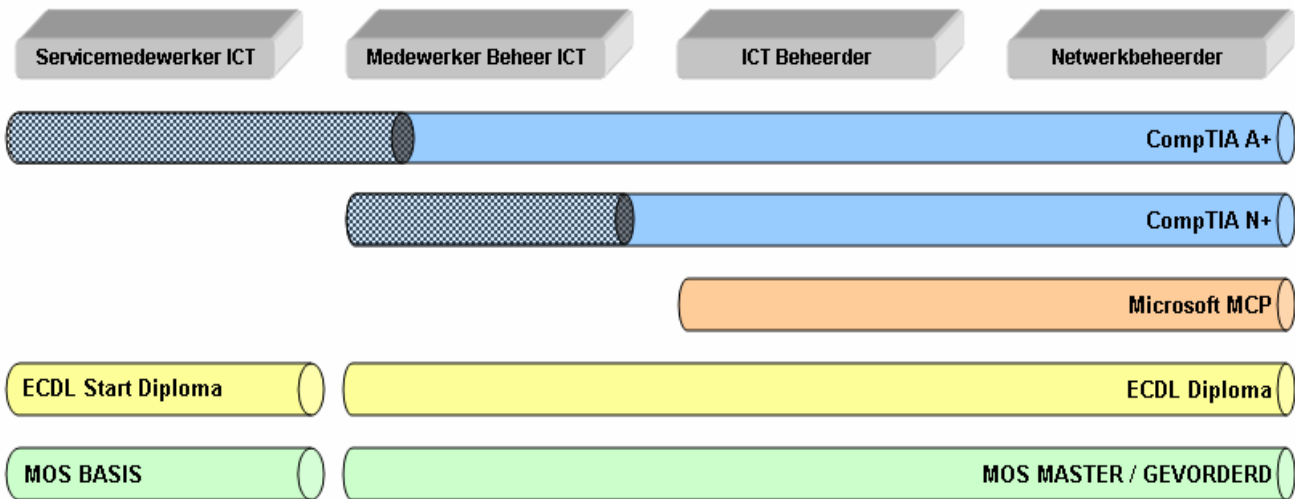 Servicemedewerker ICT
Medewerker Beheer ICT
ICT Beheerder
Netwerkbeheerder
CompTIA A+
CompTIA N+
Microsoft MCP
ECDL Start Diploma
ECDL Diploma
MOS BASIS
MOS MASTER / GEVORDERD